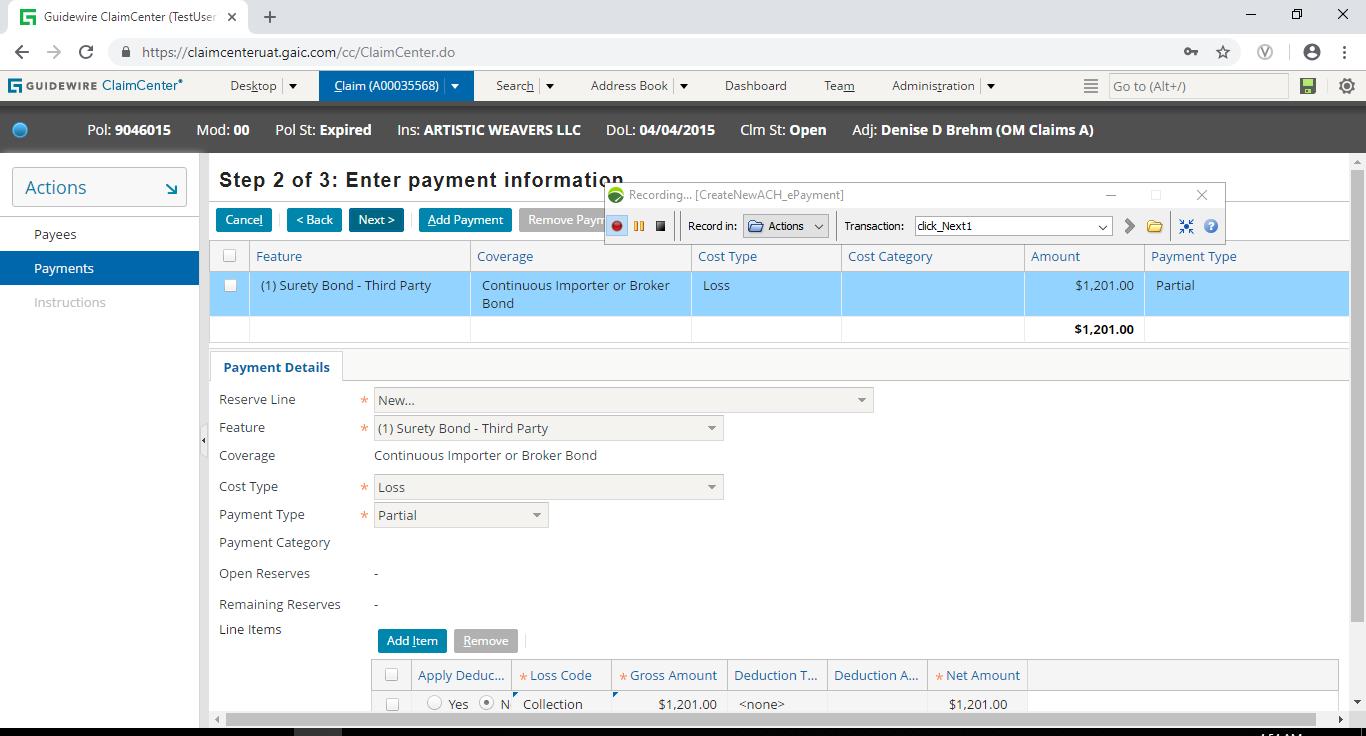 Guidewire ClaimCenter (TestUser
https://claimcenteruat.gaic.com/cc/ClaimCenter.do
GUIDEWIRE ClaimCenter Desktop Claim (A00035568) Search Address Book Dashboard Team Administration Go to (Alt+/)
Pol: 9046015 Mod: 00 Pol St: Expired Ins: ARTISTIC WEAVERS LLC DoL: 04/04/2015 Clm St: Open Adj: Denise D Brehm (OM Claims A)
Actions
Payees
Payments
Instructions
Step 2 of 3: Enter payment information
Recording... [CreateNewACH_ePayment]
Cancel < Back Next > Add Payment Remove Paym
Record in: Actions Transaction: click_Next1
Feature Coverage Cost Type Cost Category Amount Payment Type
(1) Surety Bond - Third Party Continuous Importer or Broker Bond Loss $1,201.00 Partial
$1,201.00
Payment Details
Reserve Line * New...
Feature * (1) Surety Bond - Third Party
Coverage Continuous Importer or Broker Bond
Cost Type * Loss
Payment Type * Partial
Payment Category
Open Reserves -
Remaining Reserves -
Line Items
Add Item Remove
Apply Deduc... * Loss Code * Gross Amount Deduction T... Deduction A... * Net Amount
Yes N Collection $1,201.00 <none> $1,201.00